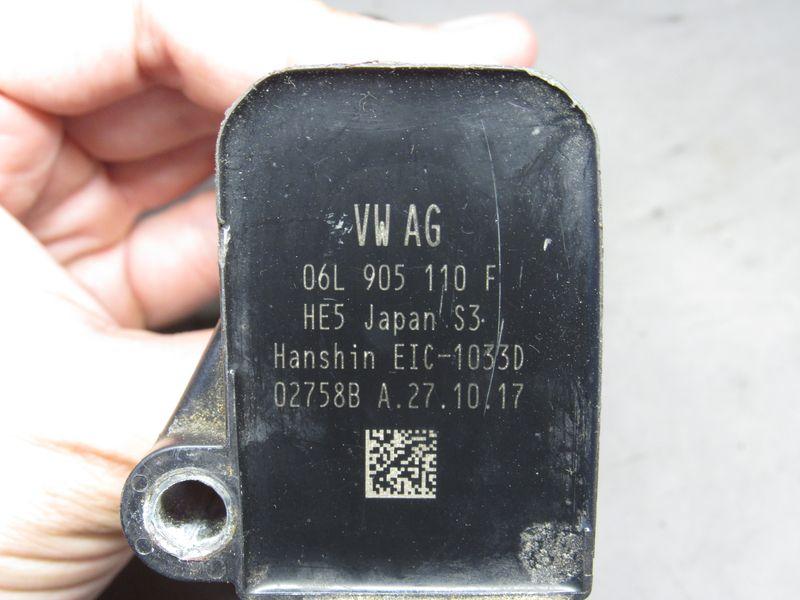 VW AG
06L 905 110 F
HE5 Japan S3
Hanshin EIC-1033D
02758B A.27.10.17